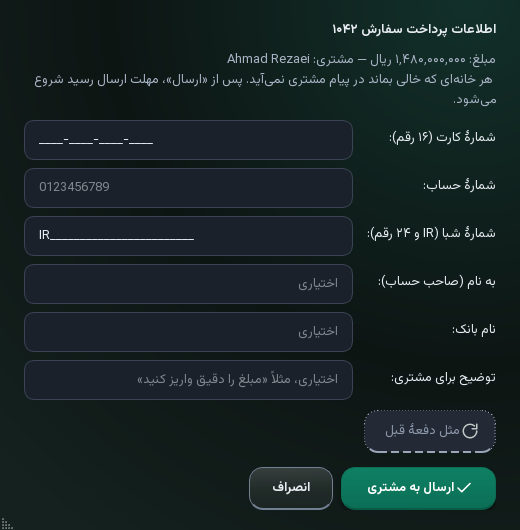 اطلاعات پرداخت سفارش ۱۰۴۲
مبلغ: ۱,۴۸۰,۰۰۰,۰۰۰ ریال — مشتری: Ahmad Rezaei
هر خانه‌ای که خالی بماند در پیام مشتری نمی‌آید. پس از «ارسال»، مهلت ارسال رسید شروع
می‌شود.
شمارهٔ کارت (۱۶ رقم):
____-____-____-____
شمارهٔ حساب:
0123456789
شمارهٔ شبا (IR و ۲۴ رقم):
IR________________________
به نام (صاحب حساب):
اختیاری
نام بانک:
اختیاری
توضیح برای مشتری:
اختیاری، مثلاً «مبلغ را دقیق واریز کنید»
مثل دفعهٔ قبل
ارسال به مشتری
انصراف